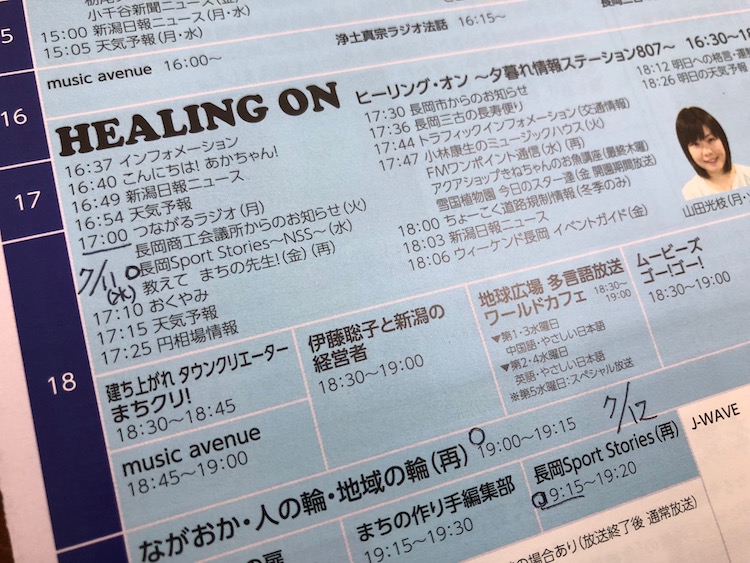 小千谷新聞ニュース(金)
15:00 新潟日報ニュース(月・水)
15:05 天気予報(月・水)
浄土真宗ラジオ法話 16:15～
music avenue 16:00～
16
17
18
HEALING ON
ヒーリング・オン ～夕暮れ情報ステーション807～ 16:30～18
16:37 インフォメーション
16:40 こんにちは! あかちゃん!
16:49 新潟日報ニュース
16:54 天気予報
17:00 つながるラジオ(月)
長岡商工会議所からのお知らせ(火)
長岡Sport Stories～NSS～(水)
教えて まちの先生!(金)(再)
7/11
(水)
17:10 おくやみ
17:15 天気予報
17:25 円相場情報
17:30 長岡市からのお知らせ
17:36 長岡三古の長寿便り
17:44 トラフィックインフォメーション(交通情報)
17:47 小林康生のミュージックハウス(火)
FMワンポイント通信(水)(再)
アクアショップさねちゃんのお魚講座(最終木曜)
雪国植物園 今日のスター達(金 開園期間放送)
18:00 ちょーこく道路規制情報(冬季のみ)
18:03 新潟日報ニュース
18:06 ウィークエンド長岡 イベントガイド(金)
18:12 明日への格言・
18:26 明日の天気予報
山田光枝(月・
建ち上がれ タウンクリエーター
まちクリ!
18:30～18:45
music avenue
18:45～19:00
伊藤聡子と新潟の
経営者
18:30～19:00
地球広場 多言語放送
ワールドカフェ 18:30～
19:00
▼第1・3水曜日
中国語・やさしい日本語
▼第2・4水曜日
英語・やさしい日本語
※第5水曜日:スペシャル放送
ムービーズ
ゴー!ゴー!
18:30～19:00
ながおか・人の輪・地域の輪(再) 19:00～19:15
7/12
まちの作り手編集部
19:15～19:30
長岡Sport Stories(再)
19:15～19:20
J-WAVE
の場合あり(放送終了後 通常放送)